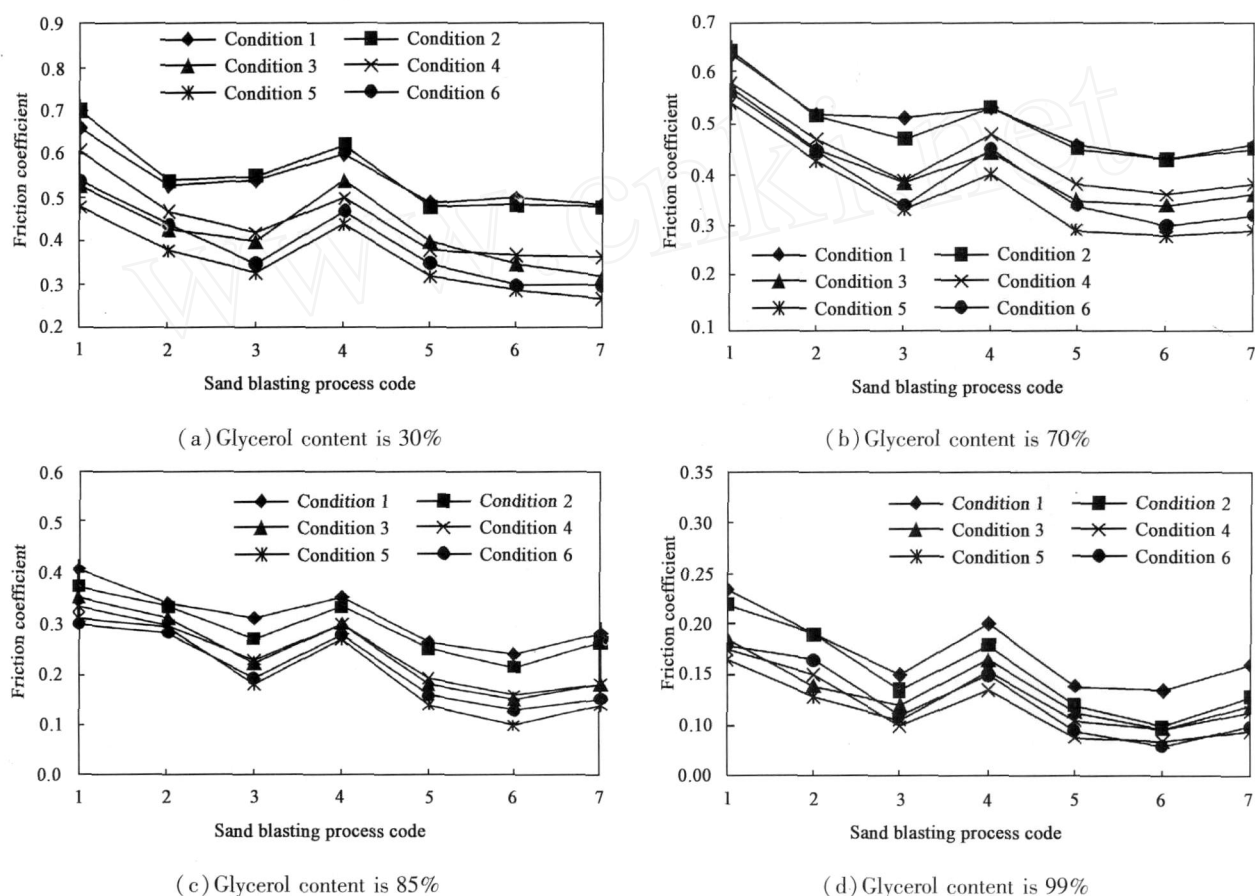 0.9
0.8
0.7
0.6
0.5
0.4
0.3
0.2
Friction coefficient
Condition 1 Condition 2
Condition 3 Condition 4
Condition 5 Condition 6
1 2 3 4 5 6 7
Sand blasting process code
(a) Glycerol content is 30%
0.7
0.6
0.5
0.4
0.3
0.2
0.1
Friction coefficient
Condition 1 Condition 2
Condition 3 Condition 4
Condition 5 Condition 6
1 2 3 4 5 6 7
Sand blasting process code
(b) Glycerol content is 70%
0.6
0.5
0.4
0.3
0.2
0.1
0.0
Friction coefficient
Condition 1 Condition 2
Condition 3 Condition 4
Condition 5 Condition 6
1 2 3 4 5 6 7
Sand blasting process code
(c) Glycerol content is 85%
0.35
0.30
0.25
0.20
0.15
0.10
0.00
Friction coefficient
Condition 1 Condition 2
Condition 3 Condition 4
Condition 5 Condition 6
1 2 3 4 5 6 7
Sand blasting process code
(d) Glycerol content is 99%
www.cnki.net